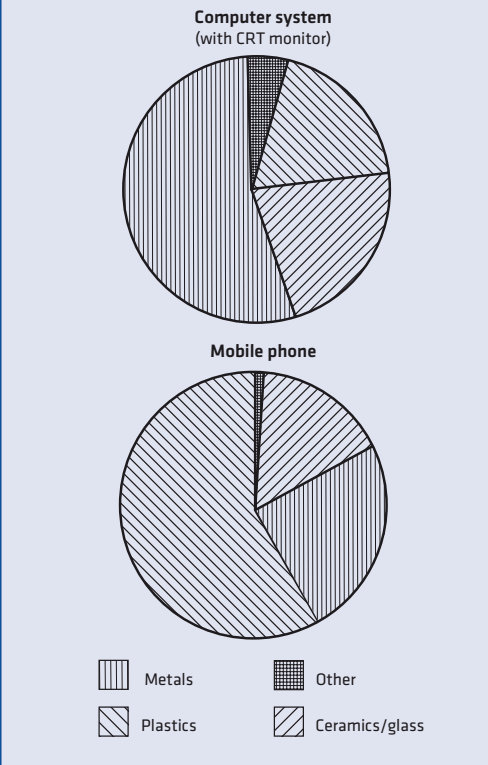 Computer system
(with CRT monitor)
Mobile phone
Metals
Other
Plastics
Ceramics/glass